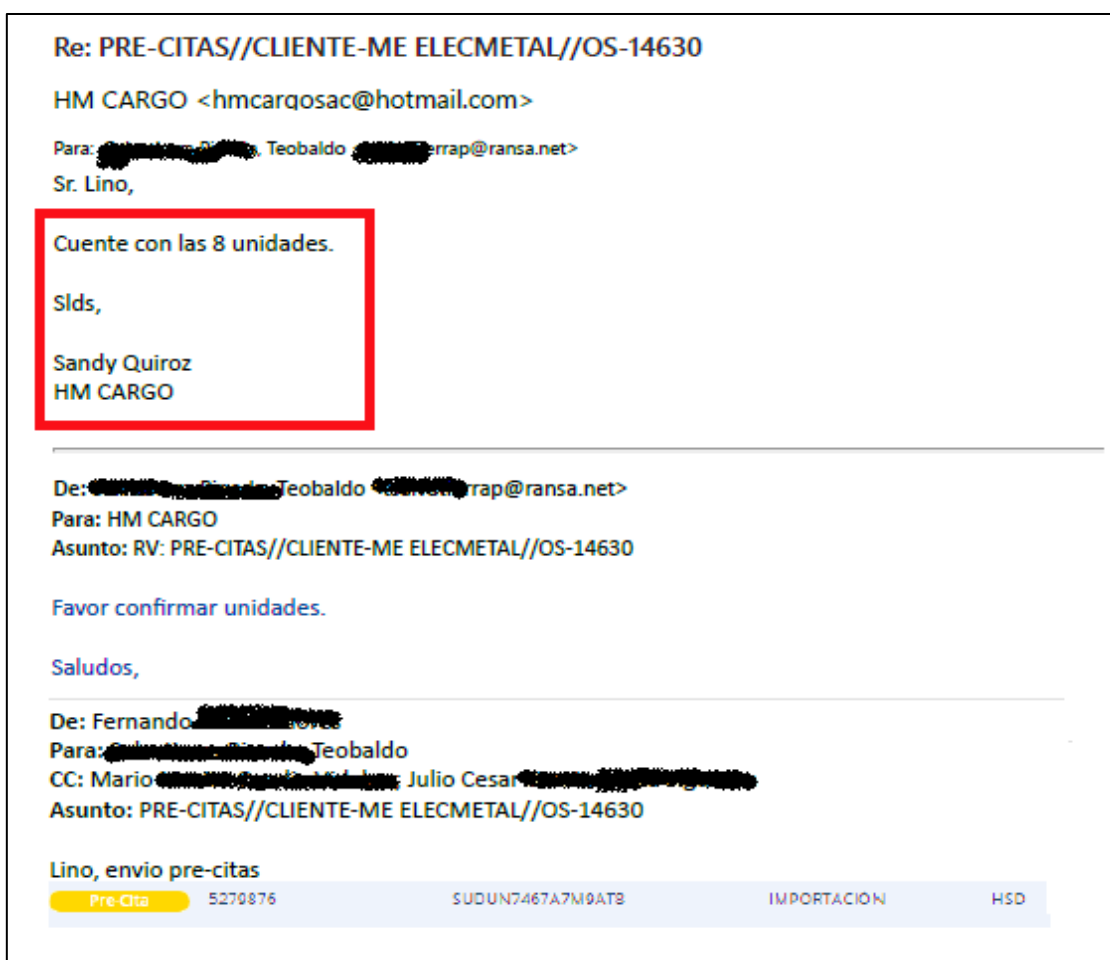 Re: PRE-CITAS//CLIENTE-ME ELECMETAL//OS-14630
HM CARGO <hmcargosac@hotmail.com>
Para: , Teobaldo errap@ransa.net>
Sr. Lino,
Cuente con las 8 unidades.
Slds,
Sandy Quiroz
HM CARGO
De: Teobaldo rrap@ransa.net>
Para: HM CARGO
Asunto: RV: PRE-CITAS//CLIENTE-ME ELECMETAL//OS-14630
Favor confirmar unidades.
Saludos,
De: Fernando
Para: Teobaldo
CC: Mario Julio Cesar
Asunto: PRE-CITAS//CLIENTE-ME ELECMETAL//OS-14630
Lino, envio pre-citas
Pre-Cita 5279876 SUDUN7467A7M9ATB IMPORTACION HSD